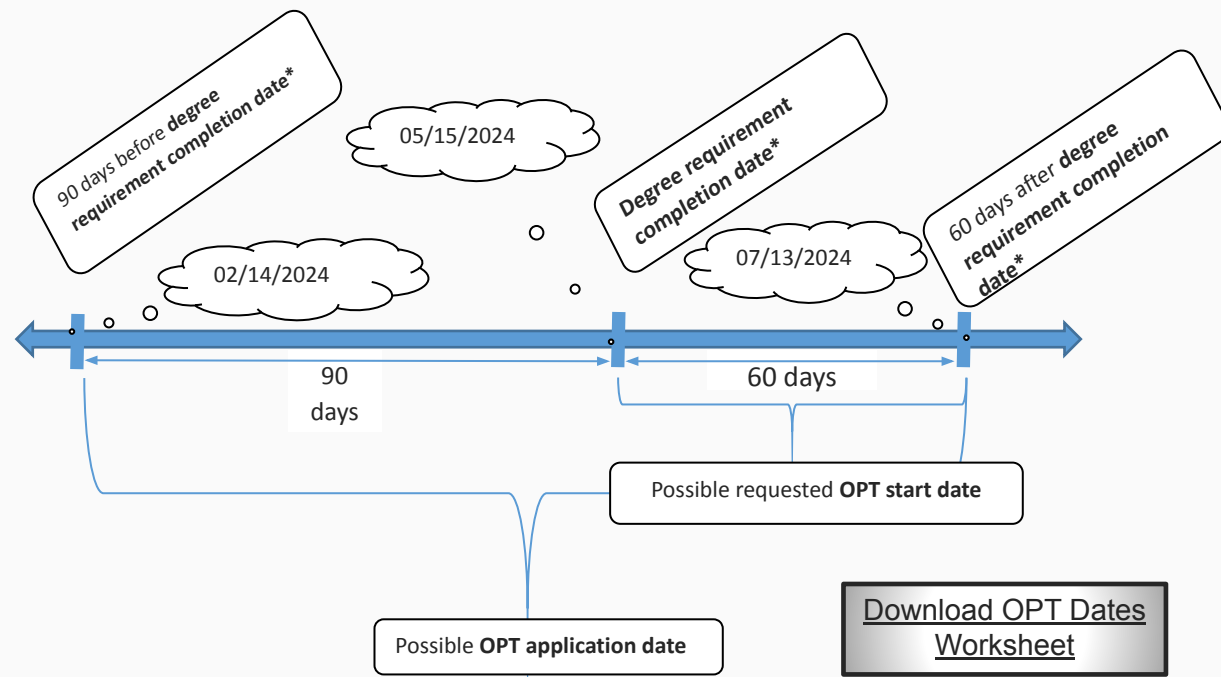 90 days before degree
requirement completion date*
05/15/2024
Degree requirement
completion date*
60 days after degree
requirement completion
date*
02/14/2024
07/13/2024
90
days
60 days
Possible requested OPT start date
Possible OPT application date
Download OPT Dates
Worksheet